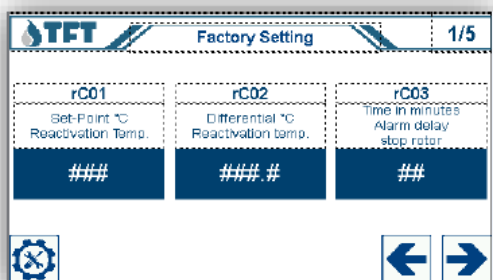 TFT Factory Setting 1/5
rC01 rC02 rC03
Set-Point °C Differential °C Time in minutes
Reactivation Temp. Reactivation temp. Alarm delay
stop rotor
### ###.# ##